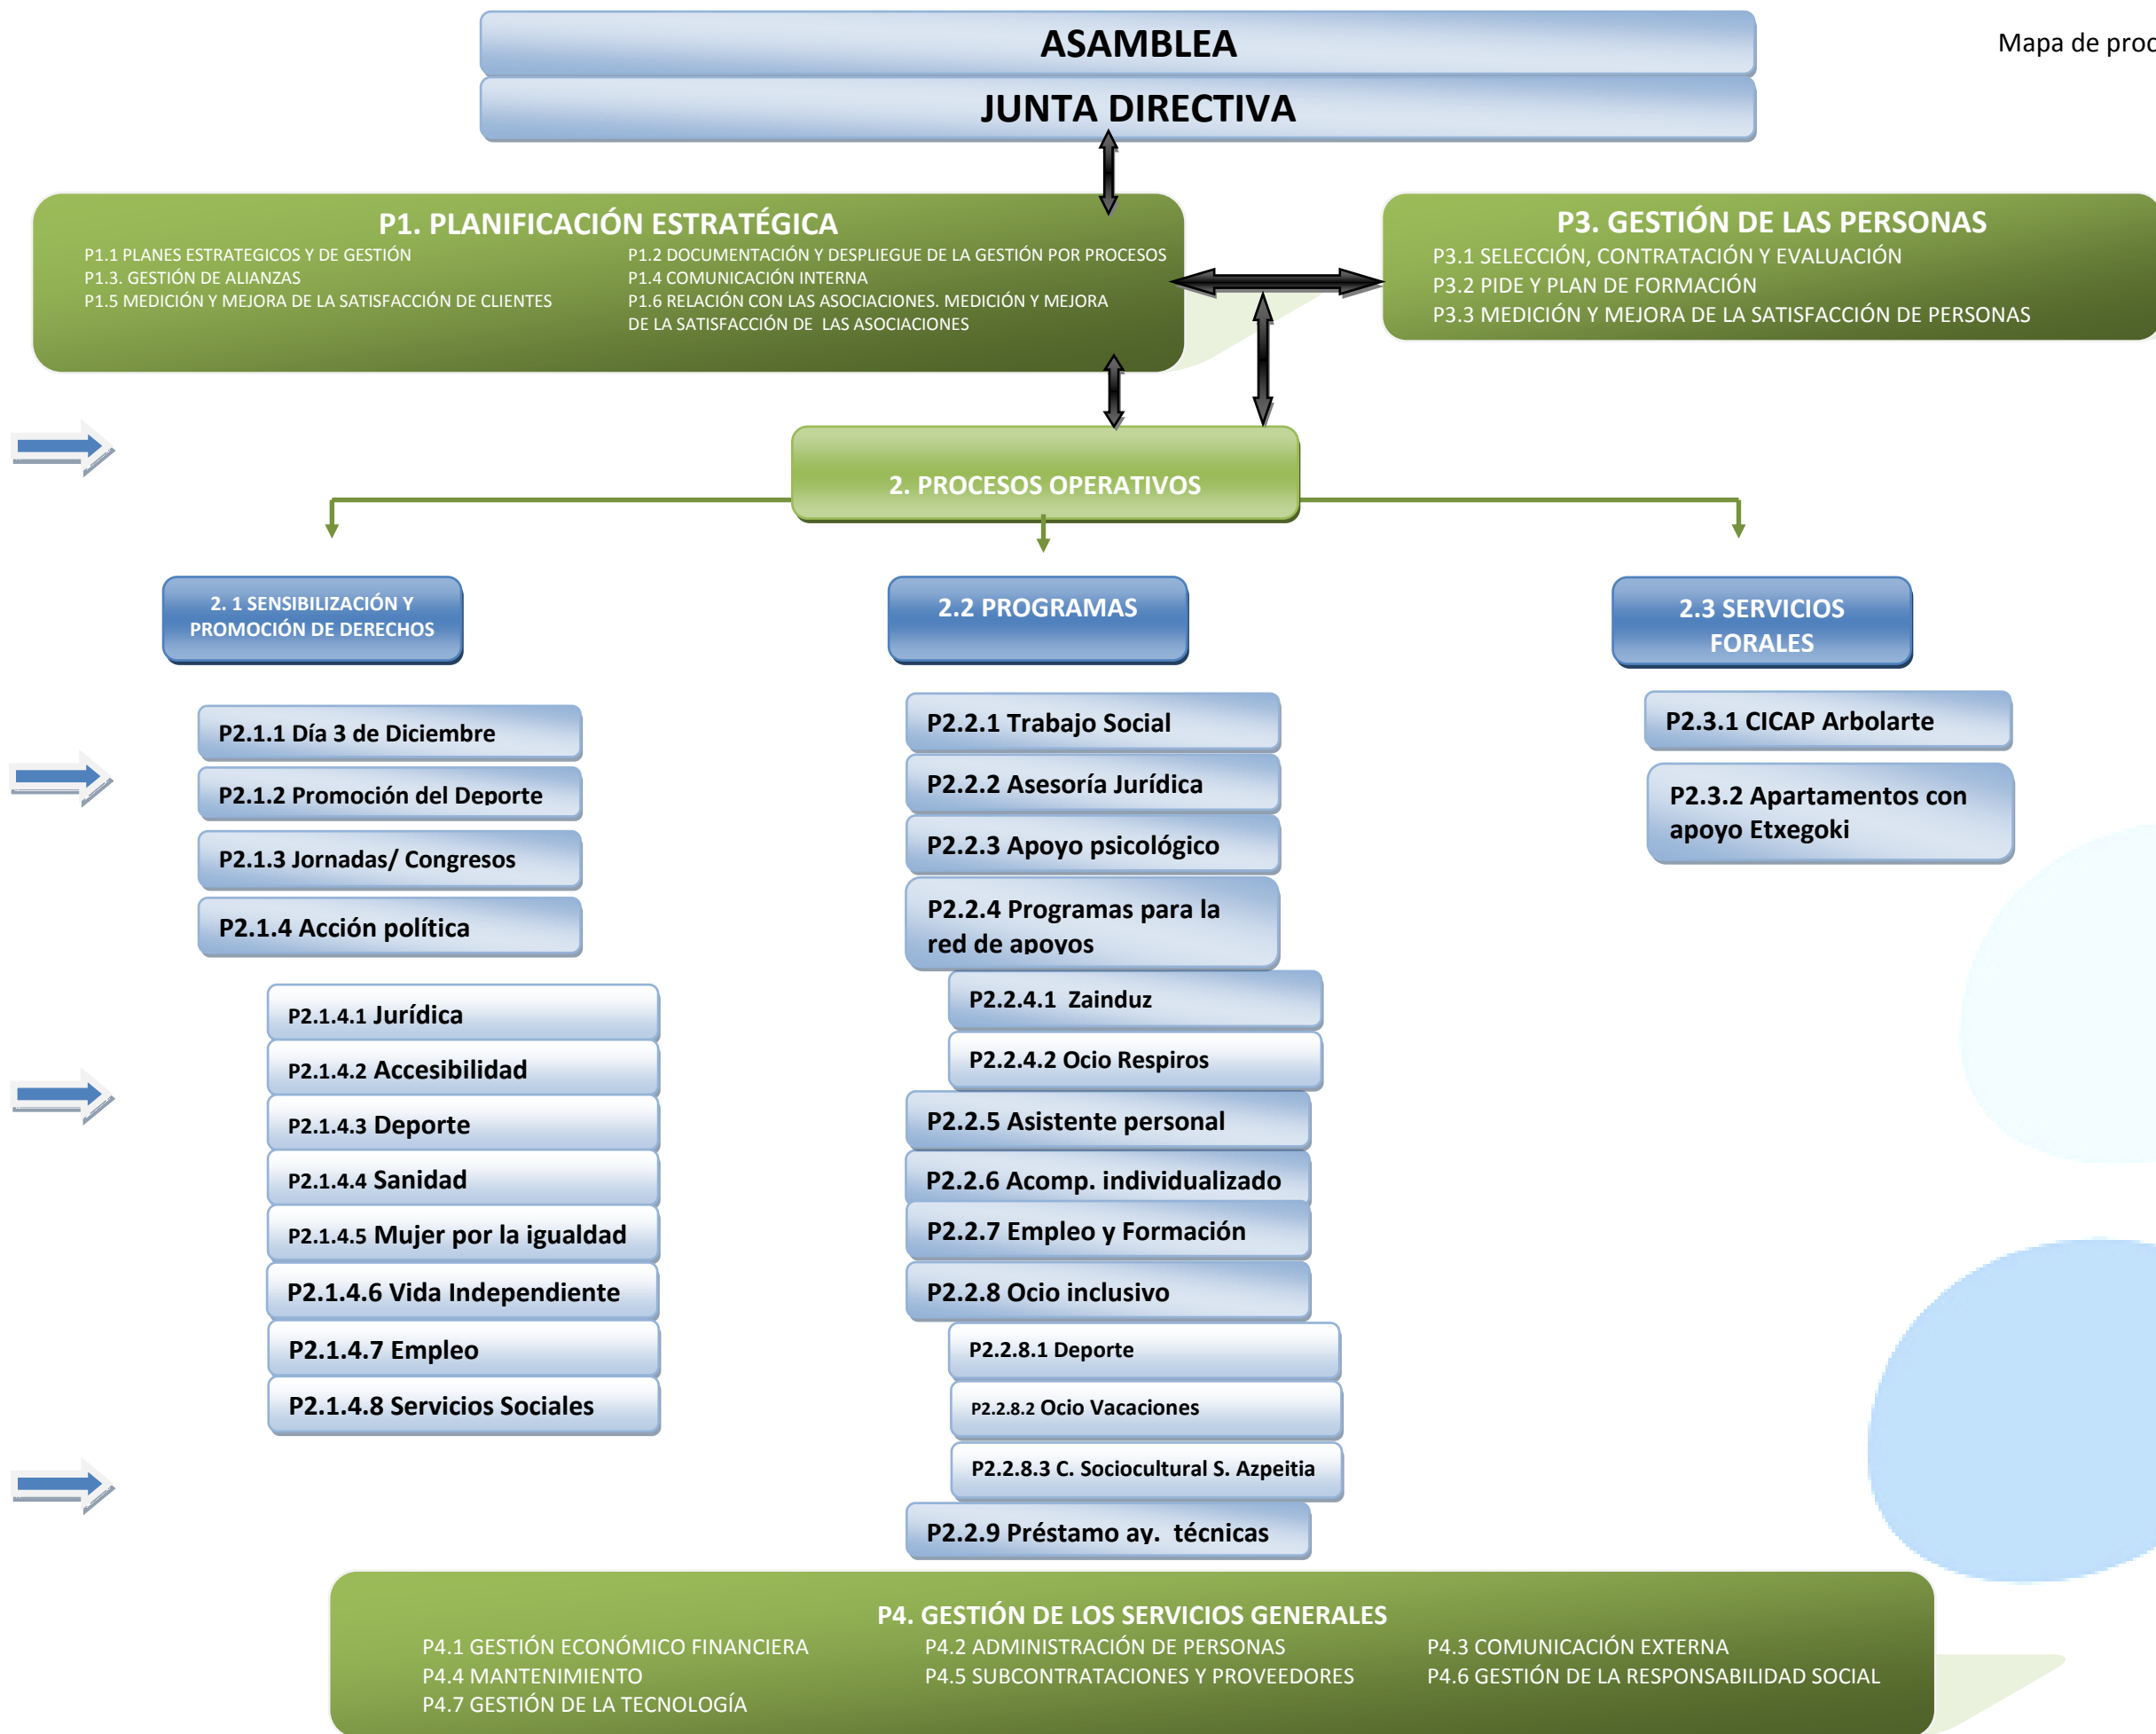 ASAMBLEA
Mapa de proc
JUNTA DIRECTIVA
P1. PLANIFICACIÓN ESTRATÉGICA
P1.1 PLANES ESTRATEGICOS Y DE GESTIÓN
P1.2 DOCUMENTACIÓN Y DESPLIEGUE DE LA GESTIÓN POR PROCESOS
P1.3. GESTIÓN DE ALIANZAS
P1.4 COMUNICACIÓN INTERNA
P1.5 MEDICIÓN Y MEJORA DE LA SATISFACCIÓN DE CLIENTES
P1.6 RELACIÓN CON LAS ASOCIACIONES. MEDICIÓN Y MEJORA
DE LA SATISFACCIÓN DE LAS ASOCIACIONES
P3. GESTIÓN DE LAS PERSONAS
P3.1 SELECCIÓN, CONTRATACIÓN Y EVALUACIÓN
P3.2 PIDE Y PLAN DE FORMACIÓN
P3.3 MEDICIÓN Y MEJORA DE LA SATISFACCIÓN DE PERSONAS
2. PROCESOS OPERATIVOS
2. 1 SENSIBILIZACIÓN Y
PROMOCIÓN DE DERECHOS
P2.1.1 Día 3 de Diciembre
P2.1.2 Promoción del Deporte
P2.1.3 Jornadas/ Congresos
P2.1.4 Acción política
P2.1.4.1 Jurídica
P2.1.4.2 Accesibilidad
P2.1.4.3 Deporte
P2.1.4.4 Sanidad
P2.1.4.5 Mujer por la igualdad
P2.1.4.6 Vida Independiente
P2.1.4.7 Empleo
P2.1.4.8 Servicios Sociales
2.2 PROGRAMAS
P2.2.1 Trabajo Social
P2.2.2 Asesoría Jurídica
P2.2.3 Apoyo psicológico
P2.2.4 Programas para la
red de apoyos
P2.2.4.1 Zainduz
P2.2.4.2 Ocio Respiros
P2.2.5 Asistente personal
P2.2.6 Acomp. individualizado
P2.2.7 Empleo y Formación
P2.2.8 Ocio inclusivo
P2.2.8.1 Deporte
P2.2.8.2 Ocio Vacaciones
P2.2.8.3 C. Sociocultural S. Azpeitia
P2.2.9 Préstamo ay. técnicas
2.3 SERVICIOS
FORALES
P2.3.1 CICAP Arbolarte
P2.3.2 Apartamentos con
apoyo Etxegoki
P4. GESTIÓN DE LOS SERVICIOS GENERALES
P4.1 GESTIÓN ECONÓMICO FINANCIERA
P4.2 ADMINISTRACIÓN DE PERSONAS
P4.3 COMUNICACIÓN EXTERNA
P4.4 MANTENIMIENTO
P4.5 SUBCONTRATACIONES Y PROVEEDORES
P4.6 GESTIÓN DE LA RESPONSABILIDAD SOCIAL
P4.7 GESTIÓN DE LA TECNOLOGÍA